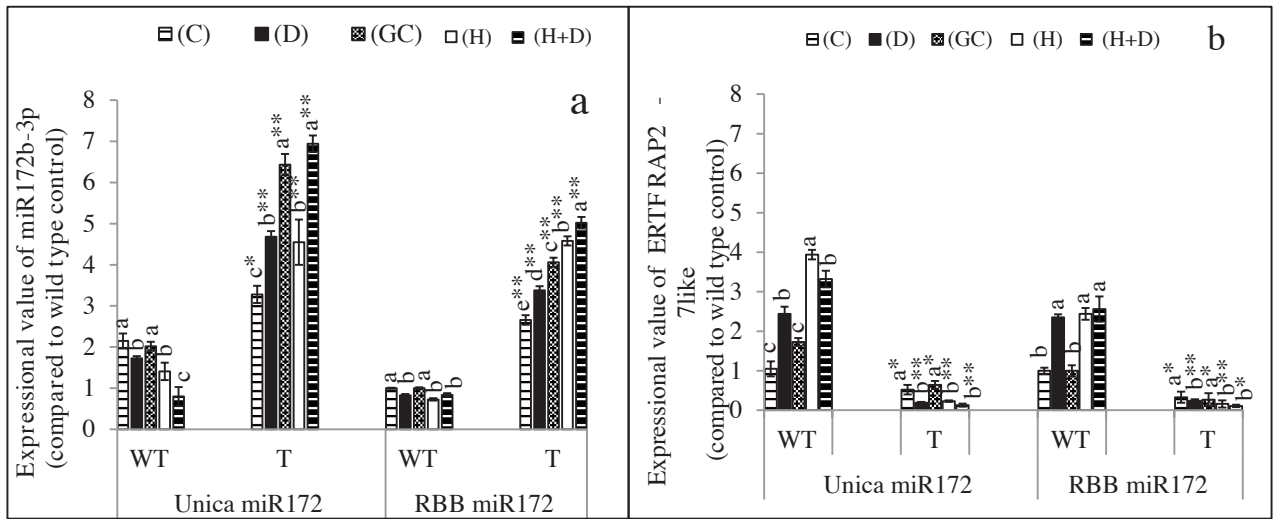 (C) (D) (GC) (H) (H+D)
a
Expressional value of miR172b-3p
(compared to wild type control)
8
7
6
5
4
3
2
1
0
a b a b c
c* b** a** b** a**
a b a b b
e** d** c** b** a**
WT T WT T
Unica miR172 RBB miR172
(C) (D) (GC) (H) (H+D)
b
Expressional value of ERTF RAP2 -
7like
(compared to wild type control)
8
7
6
5
4
3
2
1
0
c b c a b
a* b** a* b** b**
b a b a a
a* b** a* b** b*
WT T WT T
Unica miR172 RBB miR172